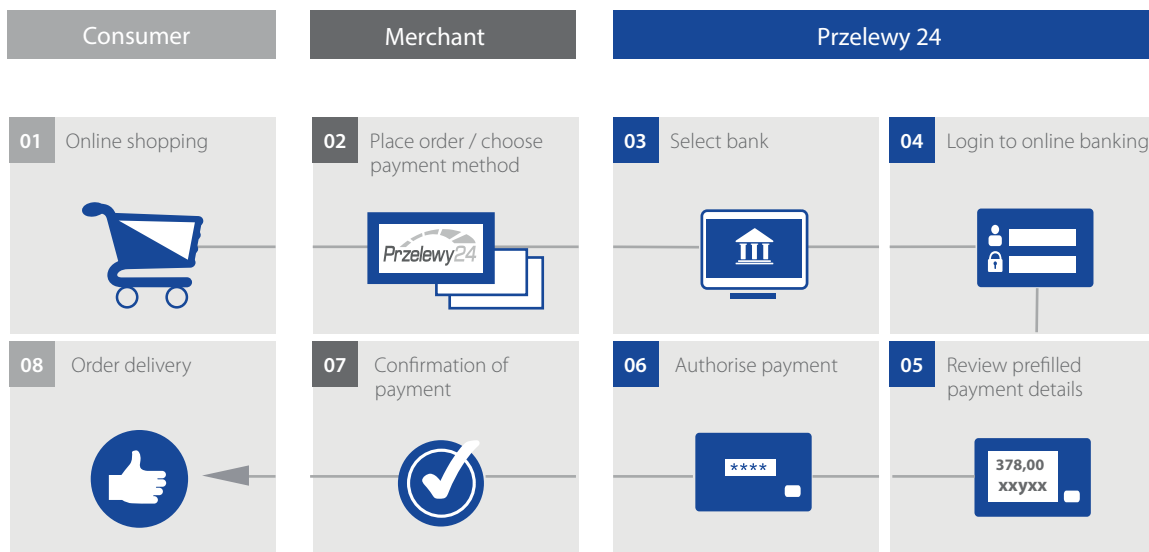 Consumer
Merchant
Przelewy 24
01 Online shopping
02 Place order / choose
payment method
Przelewy24
03 Select bank
04 Login to online banking
08 Order delivery
07 Confirmation of
payment
06 Authorise payment
****
05 Review prefilled
payment details
378,00
xxyxx